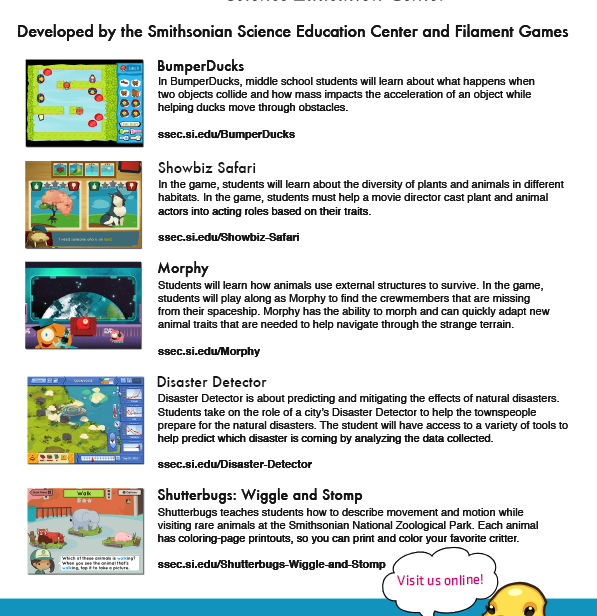 Developed by the Smithsonian Science Education Center and Filament Games
BumperDucks
In BumperDucks, middle school students will learn about what happens when
two objects collide and how mass impacts the acceleration of an object while
helping ducks move through obstacles.
ssec.si.edu/BumperDucks
Showbiz Safari
In the game, students will learn about the diversity of plants and animals in different
habitats. In the game, students must help a movie director cast plant and animal
actors into acting roles based on their traits.
ssec.si.edu/Showbiz-Safari
Morphy
Students will learn how animals use external structures to survive. In the game,
students will play along as Morphy to find the crewmembers that are missing
from their spaceship. Morphy has the ability to morph and can quickly adapt new
animal traits that are needed to help navigate through the strange terrain.
ssec.si.edu/Morphy
Disaster Detector
Disaster Detector is about predicting and mitigating the effects of natural disasters.
Students take on the role of a city's Disaster Detector to help the townspeople
prepare for the natural disasters. The student will have access to a variety of tools to
help predict which disaster is coming by analyzing the data collected.
ssec.si.edu/Disaster-Detector
Walk
Which of these animals is walking?
When you see the animal that's
walking, tap it to take a picture.
Shutterbugs: Wiggle and Stomp
Shutterbugs teaches students how to describe movement and motion while
visiting rare animals at the Smithsonian National Zoological Park. Each animal
has coloring-page printouts, so you can print and color your favorite critter.
ssec.si.edu/Shutterbugs-Wiggle-and-Stomp
Visit us online!